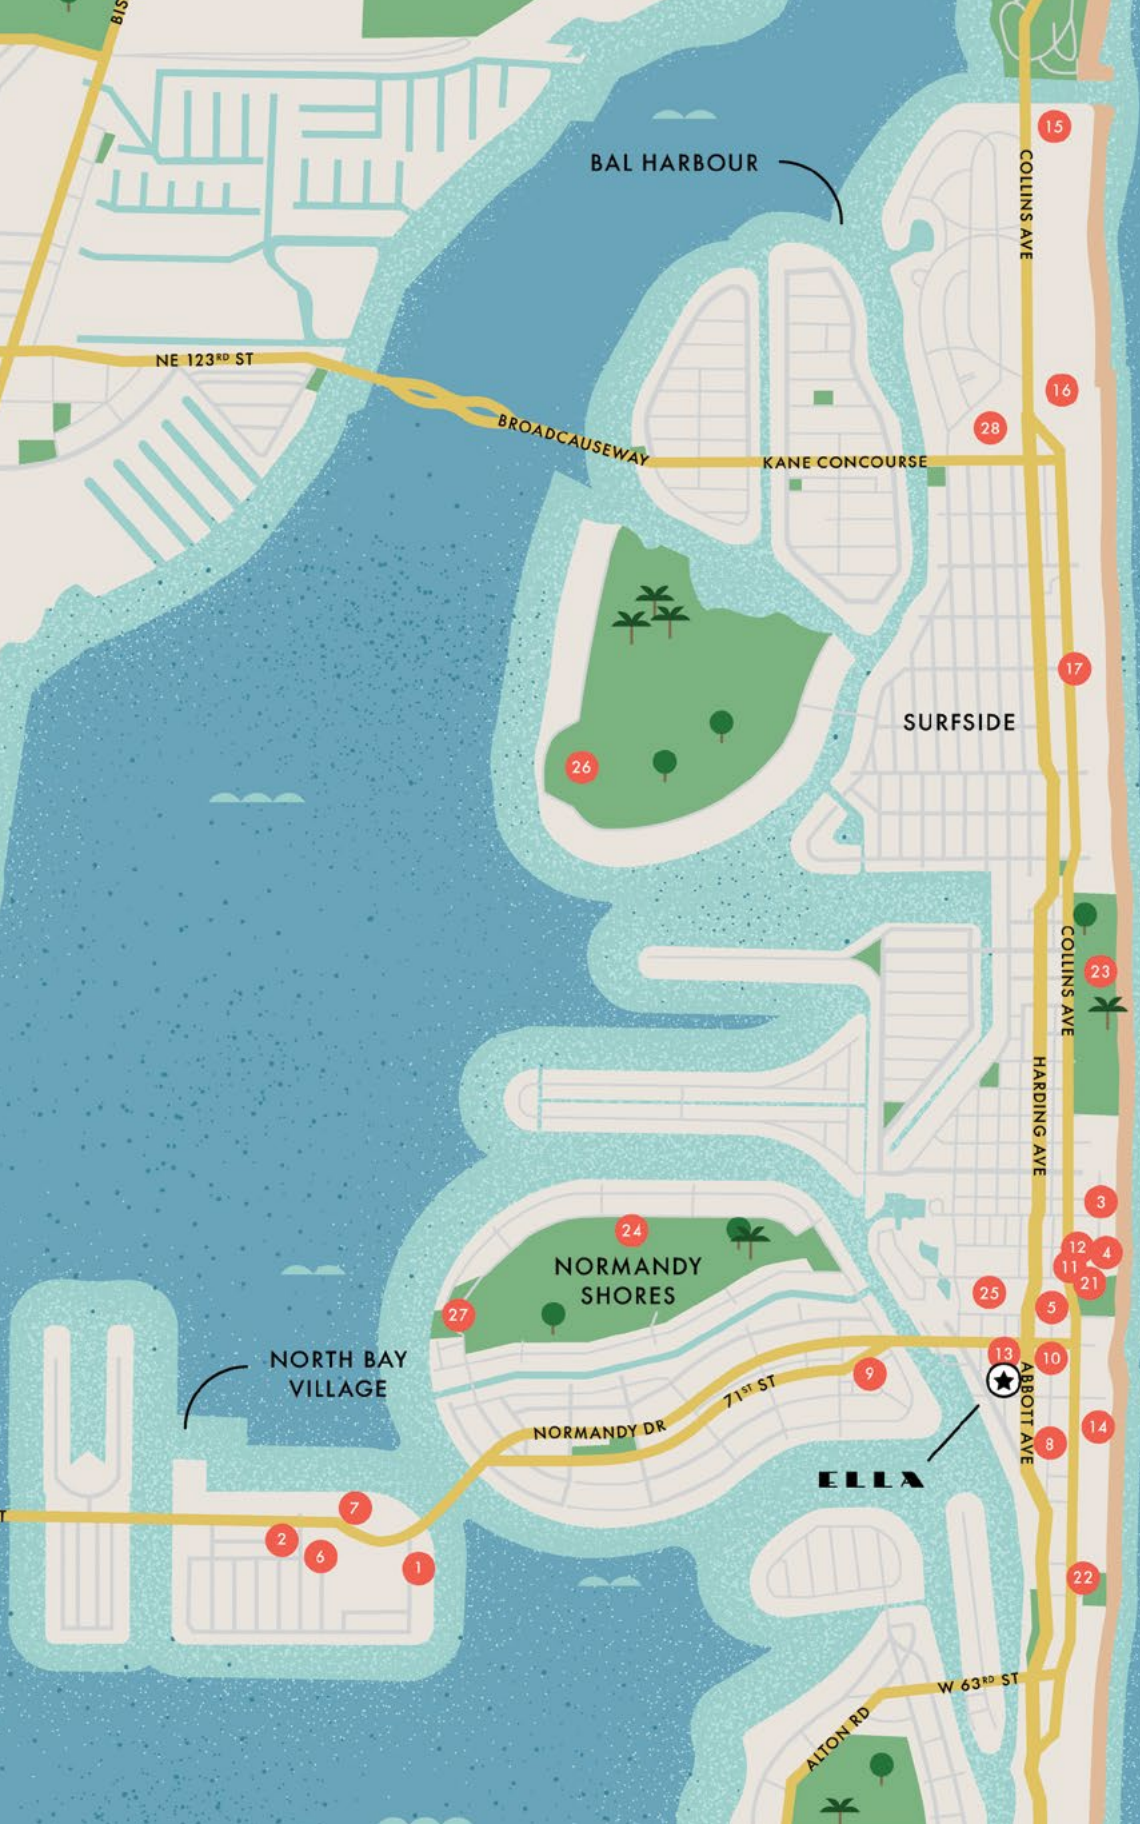 BIS
15
BAL HARBOUR
COLLINS AVE
NE 123RD ST
16
BROADCAUSEWAY
28
KANE CONCOURSE
17
SURFSIDE
26
COLLINS AVE
23
HARDING AVE
3
24
12
4
NORMANDY
SHORES
11
21
25
5
27
NORTH BAY
VILLAGE
13
10
9
71ST ST
ABBOTT AVE
NORMANDY DR
14
8
ELLA
7
T
2
6
1
22
W 63RD ST
ALTON RD